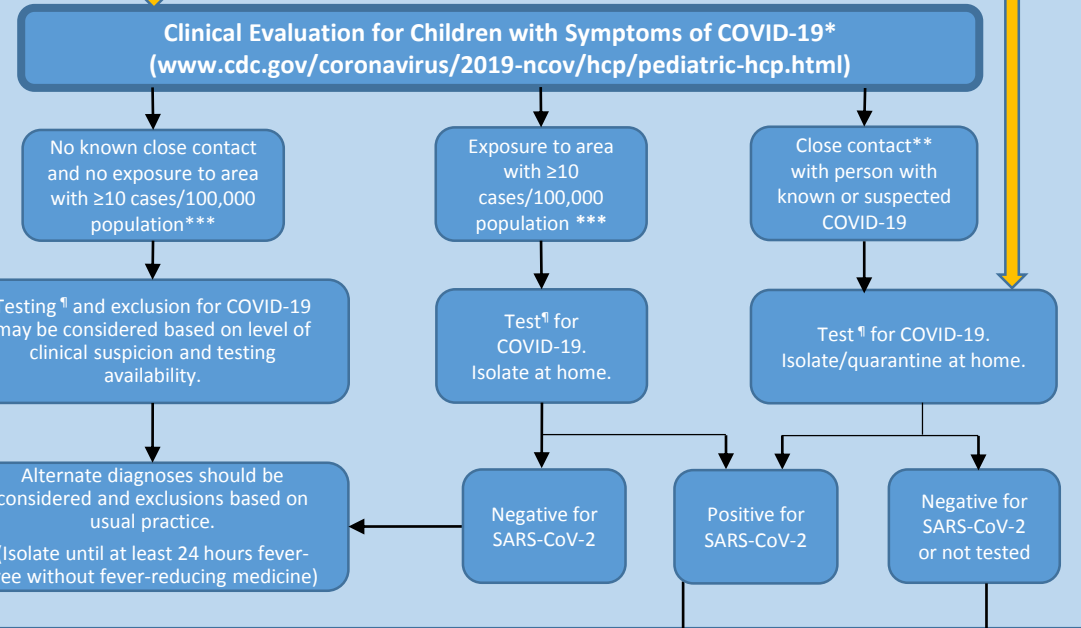 Clinical Evaluation for Children with Symptoms of COVID-19*
(www.cdc.gov/coronavirus/2019-ncov/hcp/pediatric-hcp.html)
No known close contact
and no exposure to area
with ≥10 cases/100,000
population***
Exposure to area
with ≥10
cases/100,000
population ***
Close contact**
with person with
known or suspected
COVID-19
Testing ¶ and exclusion for COVID-19
may be considered based on level of
clinical suspicion and testing
availability.
Test¶ for
COVID-19.
Isolate at home.
Test ¶ for COVID-19.
Isolate/quarantine at home.
Alternate diagnoses should be
considered and exclusions based on
usual practice.
(Isolate until at least 24 hours fever-
free without fever-reducing medicine)
Negative for
SARS-CoV-2
Positive for
SARS-CoV-2
Negative for
SARS-CoV-2
or not tested